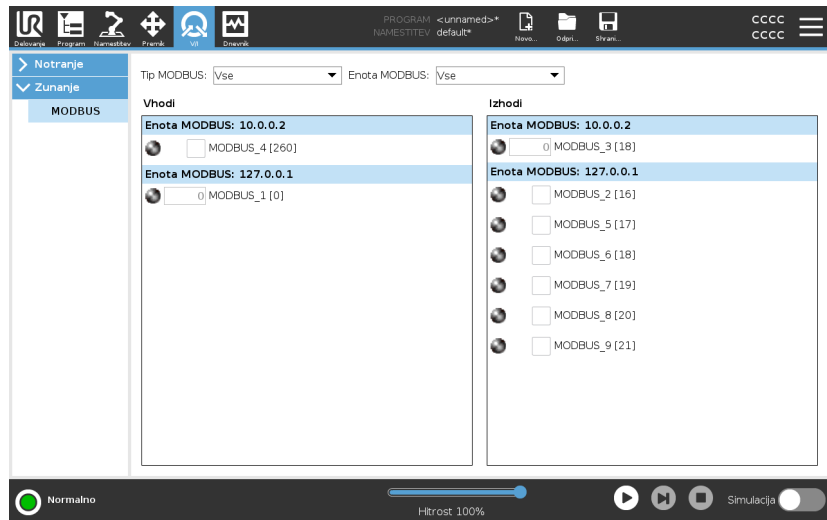 UR
Delovanje
Program
Namestitev
Premik
V/I
Dnevnik
PROGRAM <unnamed>*
NAMESTITEV default*
Novo...
Odpri...
Shrani...
cccc
cccc
Notranje
Zunanje
MODBUS
Tip MODBUS: Vse
Enota MODBUS: Vse
Vhodi
Enota MODBUS: 10.0.0.2
MODBUS_4 [260]
Enota MODBUS: 127.0.0.1
0 MODBUS_1 [0]
Izhodi
Enota MODBUS: 10.0.0.2
0 MODBUS_3 [18]
Enota MODBUS: 127.0.0.1
MODBUS_2 [16]
MODBUS_5 [17]
MODBUS_6 [18]
MODBUS_7 [19]
MODBUS_8 [20]
MODBUS_9 [21]
Normalno
Hitrost 100%
Simulacija